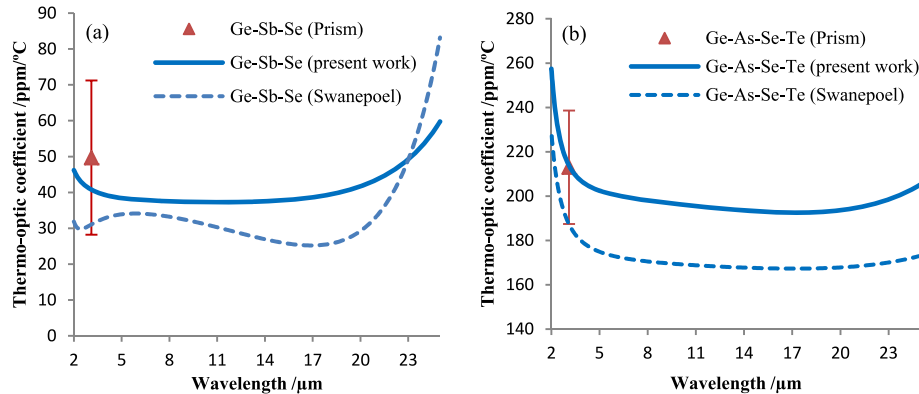 (a)
Ge-Sb-Se (Prism)
Ge-Sb-Se (present work)
Ge-Sb-Se (Swanepoel)
Thermo-optic coefficient /ppm/ºC
90
80
70
60
50
40
30
20
10
0
2 5 8 11 14 17 20 23
Wavelength /µm
(b)
Ge-As-Se-Te (Prism)
Ge-As-Se-Te (present work)
Ge-As-Se-Te (Swanepoel)
Thermo-optic coefficient /ppm/ºC
280
260
240
220
200
180
160
140
2 5 8 11 14 17 20 23
Wavelength /µm